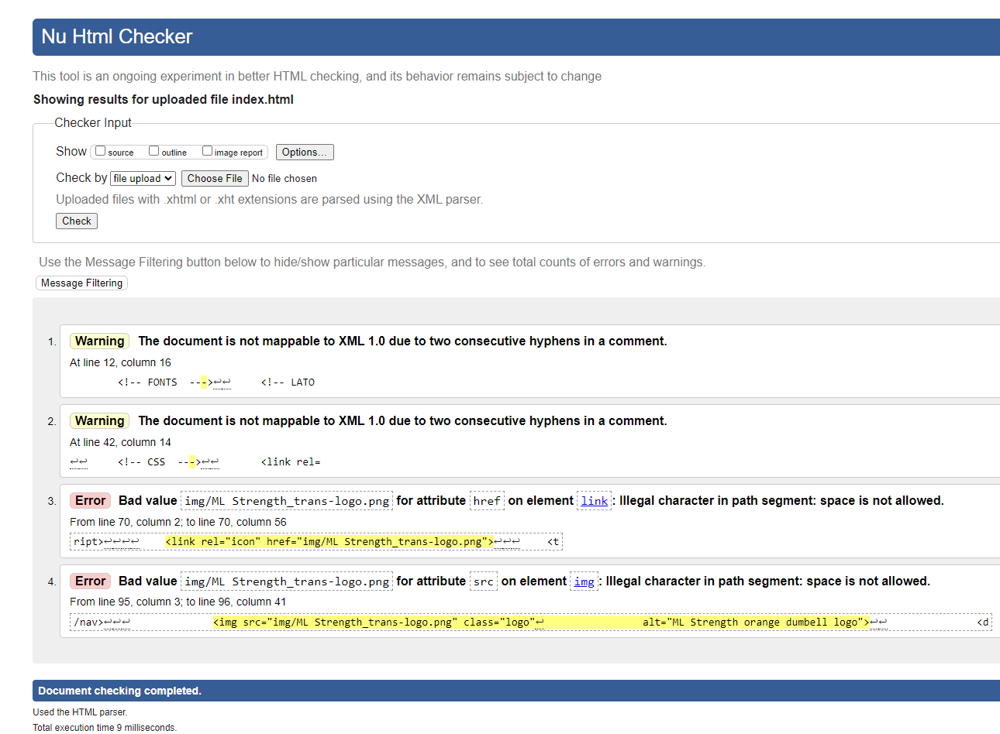 Nu Html Checker
This tool is an ongoing experiment in better HTML checking, and its behavior remains subject to change
Showing results for uploaded file index.html
Checker Input
Show source outline image report Options...
Check by file upload Choose File No file chosen
Uploaded files with .xhtml or .xht extensions are parsed using the XML parser.
Check
Use the Message Filtering button below to hide/show particular messages, and to see total counts of errors and warnings.
Message Filtering
1. Warning The document is not mappable to XML 1.0 due to two consecutive hyphens in a comment.
At line 12, column 16
<!-- FONTS --->↩↩ <!-- LATO
2. Warning The document is not mappable to XML 1.0 due to two consecutive hyphens in a comment.
At line 42, column 14
↩↩ <!-- CSS --->↩↩ <link rel=
3. Error Bad value img/ML Strength_trans-logo.png for attribute href on element link: Illegal character in path segment: space is not allowed.
From line 70, column 2; to line 70, column 56
ript>↩↩↩↩ <link rel="icon" href="img/ML Strength_trans-logo.png">↩↩↩ <t
4. Error Bad value img/ML Strength_trans-logo.png for attribute src on element img: Illegal character in path segment: space is not allowed.
From line 95, column 3; to line 96, column 41
/nav>↩↩↩ <img src="img/ML Strength_trans-logo.png" class="logo"↩ alt="ML Strength orange dumbell logo">↩↩ <d
Document checking completed.
Used the HTML parser.
Total execution time 9 milliseconds.